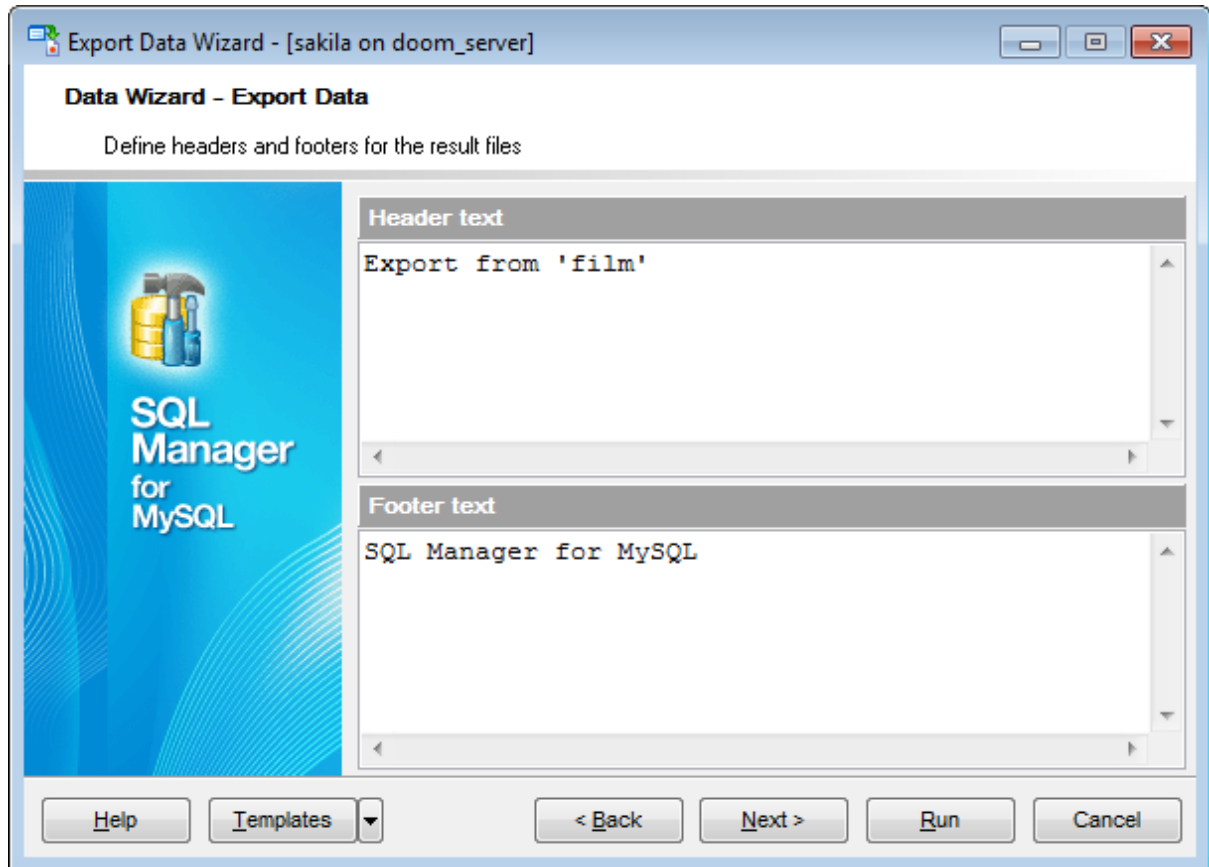 Export Data Wizard - [sakila on doom_server]
Data Wizard - Export Data
Define headers and footers for the result files
SQL
Manager
for
MySQL
Header text
Export from 'film'
Footer text
SQL Manager for MySQL
Help
Templates
< Back
Next >
Run
Cancel